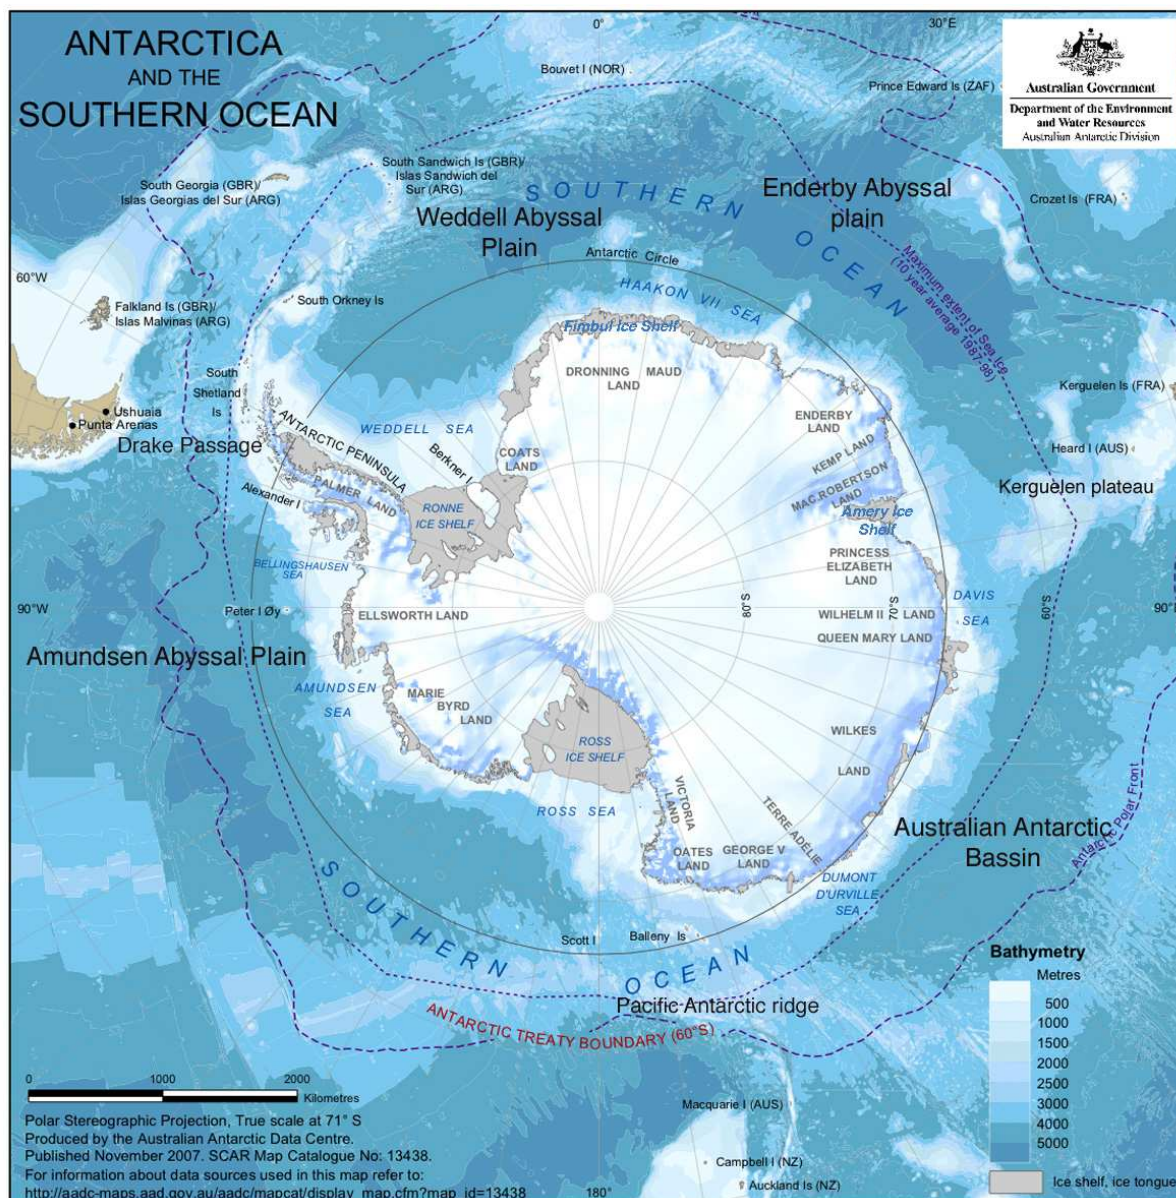 ANTARCTICA
AND THE
SOUTHERN OCEAN
0°
30°E
Bouvet I (NOR)
Prince Edward Is (ZAF)
Australian Government
Department of the Environment
and Water Resources
Australian Antarctic Division
South Sandwich Is (GBR)/
Islas Sandwich del
Sur (ARG)
South Georgia (GBR)/
Islas Georgias del Sur (ARG)
SOUTHERN
OCEAN
Weddell Abyssal
Plain
Enderby Abyssal
plain
Crozet Is (FRA)
Antarctic Circle
Maximum extent of Sea Ice
(10 year average 1987-98)
60°W
Falkland Is (GBR)/
Islas Malvinas (ARG)
South Orkney Is
HAAKON VII SEA
Fimbul Ice Shelf
South
Shetland
Is
DRONNING MAUD
LAND
Kerguelen Is (FRA)
Ushuaia
Punta Arenas
Drake Passage
ANTARCTIC PENINSULA
WEDDELL SEA
Berkner I
COATS
LAND
ENDERBY
LAND
KEMP LAND
Heard I (AUS)
Kerguelen plateau
MAC.ROBERTSON
LAND
Amery Ice
Shelf
Alexander I
PALMER LAND
RONNE
ICE SHELF
BELLINGSHAUSEN
SEA
PRINCESS
ELIZABETH
LAND
DAVIS
SEA
90°W
Peter I Øy
ELLSWORTH LAND
80°S
70°S
60°S
90°E
WILHELM II LAND
QUEEN MARY LAND
Amundsen Abyssal Plain
AMUNDSEN
SEA
MARIE
BYRD
LAND
ROSS
ICE SHELF
WILKES
LAND
ROSS SEA
VICTORIA
LAND
TERRE ADÉLIE
OATES
LAND
GEORGE V
LAND
Australian Antarctic
Bassin
Antarctic Polar Front
DUMONT
D'URVILLE
SEA
SOUTHERN
OCEAN
Scott I
Balleny Is
Pacific Antarctic ridge
ANTARCTIC TREATY BOUNDARY (60°S)
Bathymetry
Metres
500
1000
1500
2000
2500
3000
4000
5000
Ice shelf, ice tongue
0 1000 2000
Kilometres
Polar Stereographic Projection, True scale at 71° S
Produced by the Australian Antarctic Data Centre.
Published November 2007. SCAR Map Catalogue No: 13438.
For information about data sources used in this map refer to:
http://aadc-maps.aad.gov.au/aadc/mapcat/display_map.cfm?map_id=13438
Macquarie I (AUS)
Campbell I (NZ)
Auckland Is (NZ)
180°